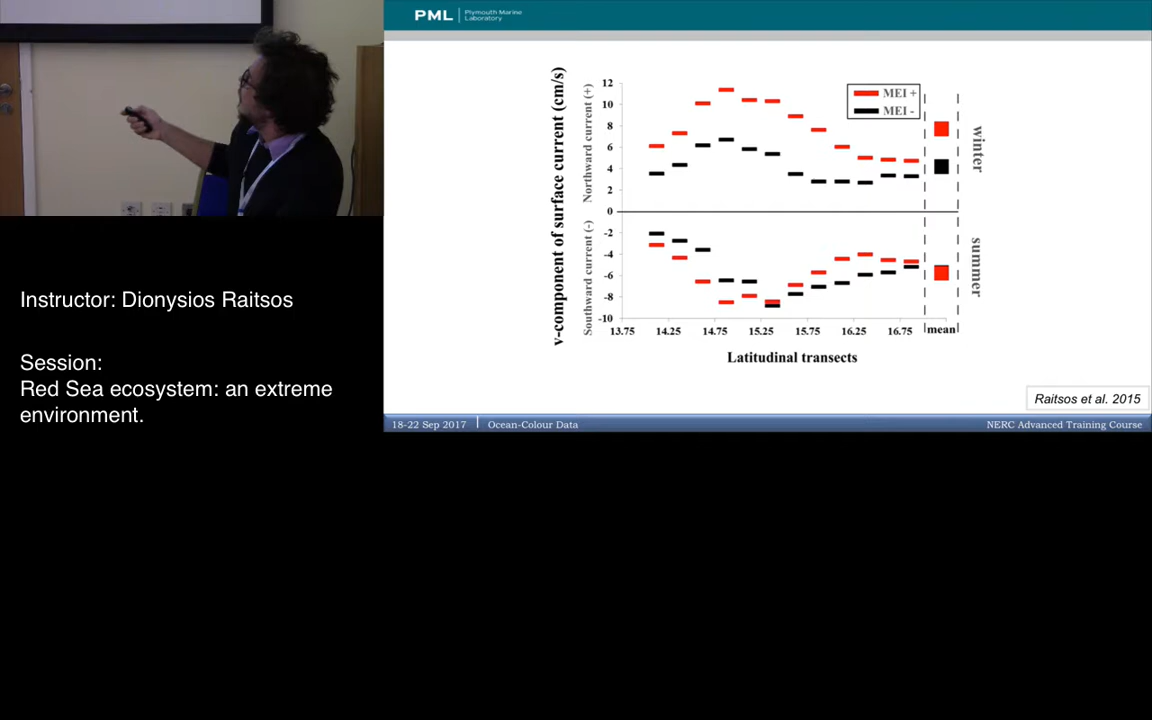 PML | Plymouth Marine
Laboratory
v-component of surface current (cm/s)
Northward current (+)
Southward current (-)
12
10
8
6
4
2
0
-2
-4
-6
-8
-10
MEI +
MEI -
winter
summer
13.75 14.25 14.75 15.25 15.75 16.25 16.75 mean
Latitudinal transects
Raitsos et al. 2015
18-22 Sep 2017 | Ocean-Colour Data
NERC Advanced Training Course
Instructor: Dionysios Raitsos
Session:
Red Sea ecosystem: an extreme
environment.